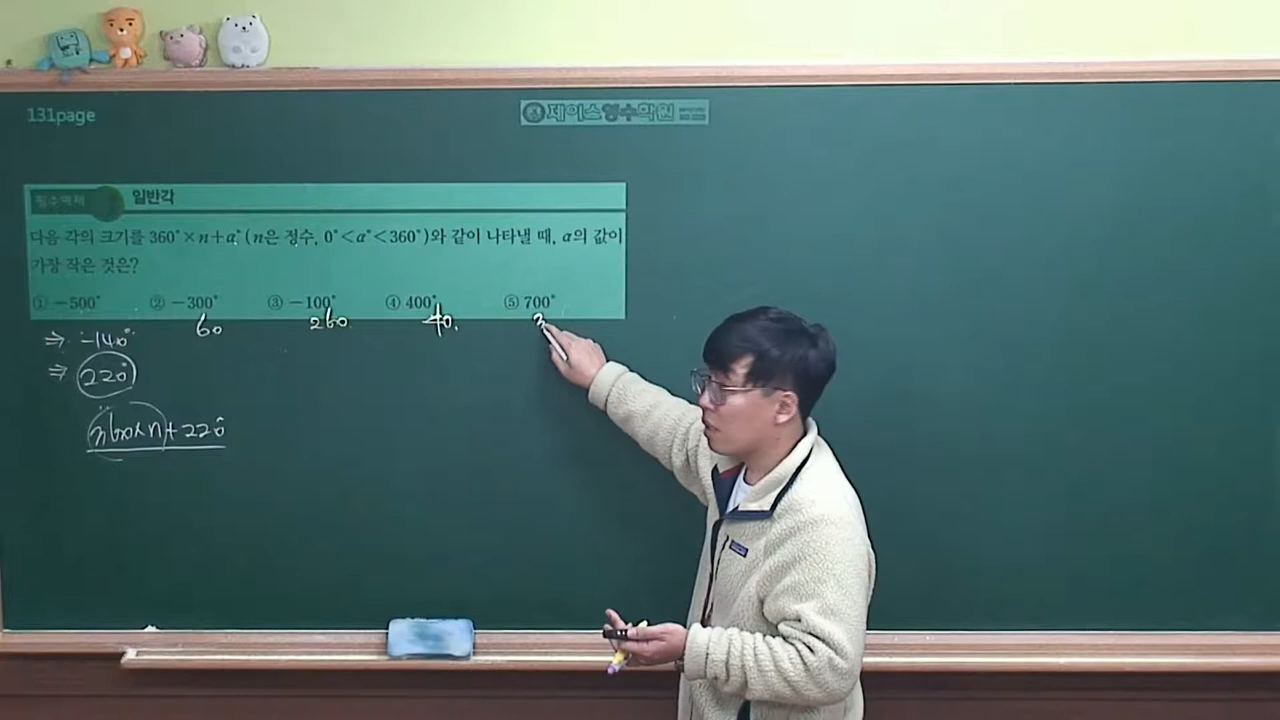 131page
제이스영수학원
필수예제
일반각
다음 각의 크기를 360°×n+α° (n은 정수, 0°<α°<360°)와 같이 나타낼 때, α의 값이
가장 작은 것은?
① −500° ② −300° ③ −100° ④ 400° ⑤ 700°
60 260 40 3
⇒ -140°
⇒ 220°
360×n+220°